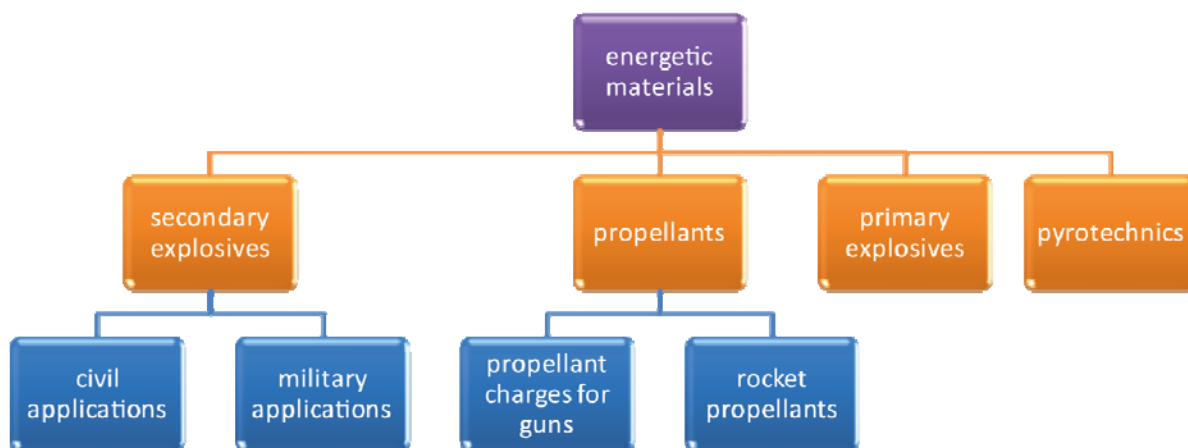 energetic
materials
secondary
explosives
propellants
primary
explosives
pyrotechnics
civil
applications
military
applications
propellant
charges for
guns
rocket
propellants